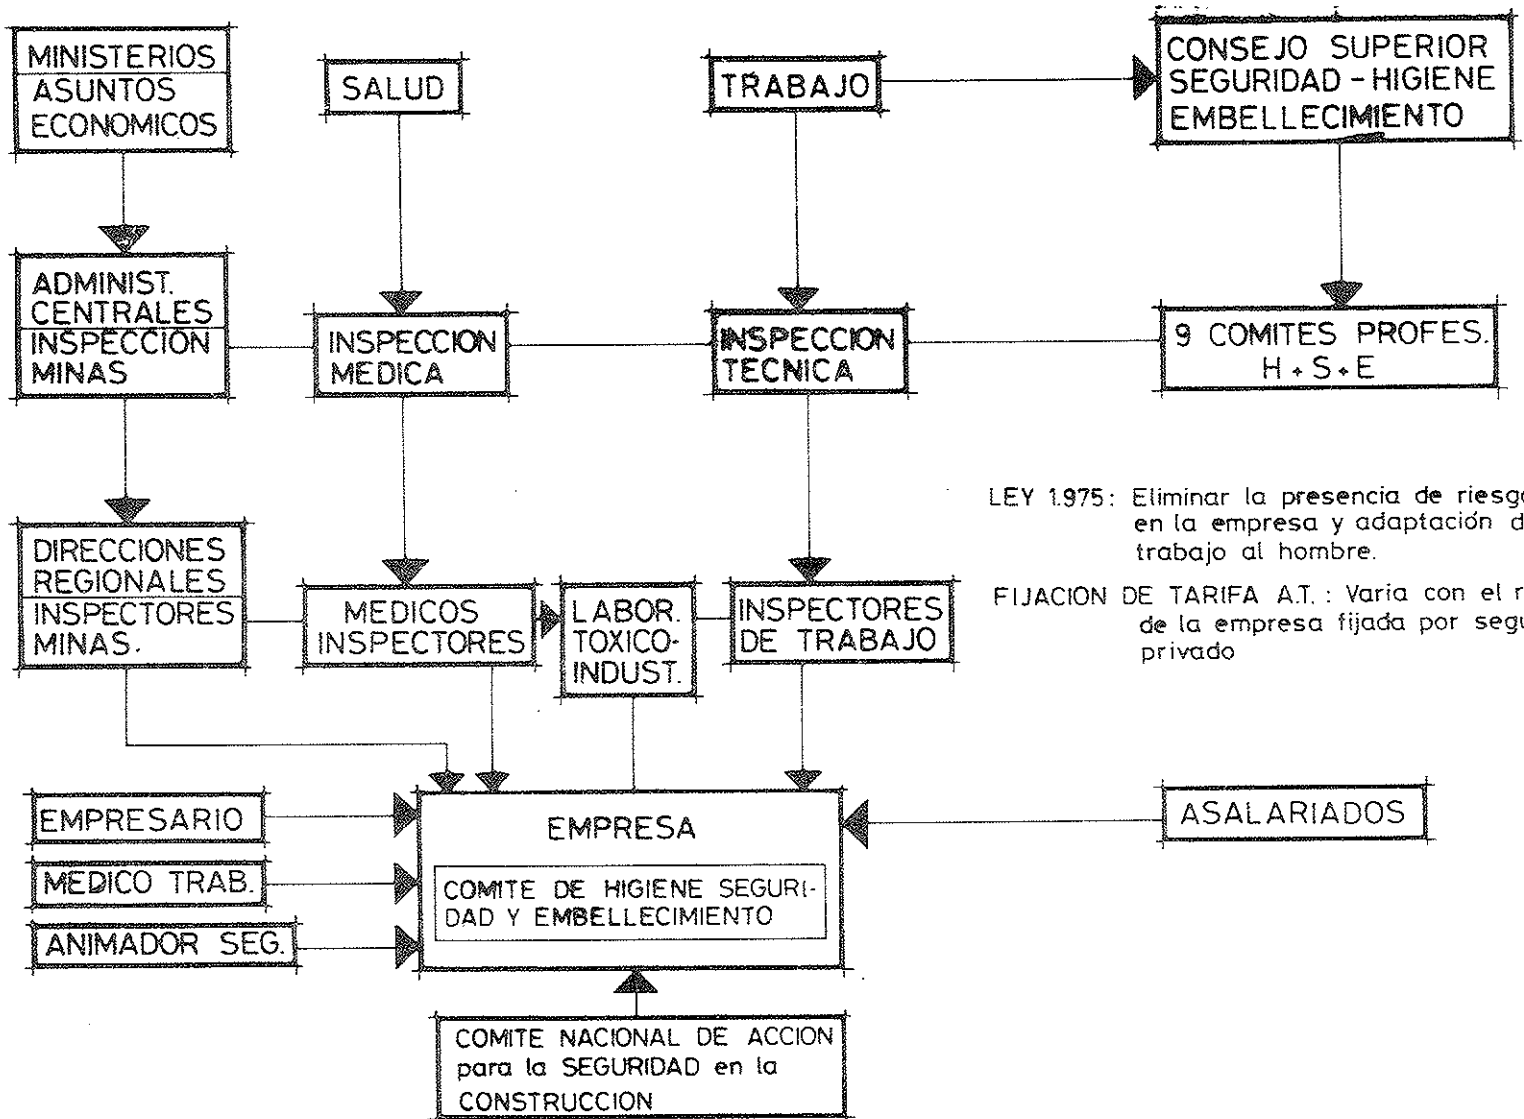 MINISTERIOS
ASUNTOS
ECONOMICOS
SALUD
TRABAJO
CONSEJO SUPERIOR
SEGURIDAD - HIGIENE
EMBELLECIMIENTO
ADMINIST.
CENTRALES
INSPECCION
MINAS
INSPECCION
MEDICA
INSPECCION
TECNICA
9 COMITES PROFES.
H + S + E
LEY 1.975: Eliminar la presencia de
en la empresa y adaptación
trabajo al hombre.
FIJACION DE TARIFA A.T.: Varia con el
de la empresa fijada por
privado
DIRECCIONES
REGIONALES
INSPECTORES
MINAS.
MEDICOS
INSPECTORES
LABOR.
TOXICO-
INDUST.
INSPECTORES
DE TRABAJO
EMPRESARIO
MEDICO TRAB.
ANIMADOR SEG.
EMPRESA
COMITE DE HIGIENE SEGURI-
DAD Y EMBELLECIMIENTO
ASALARIADOS
COMITE NACIONAL DE ACCION
para la SEGURIDAD en la
CONSTRUCCION